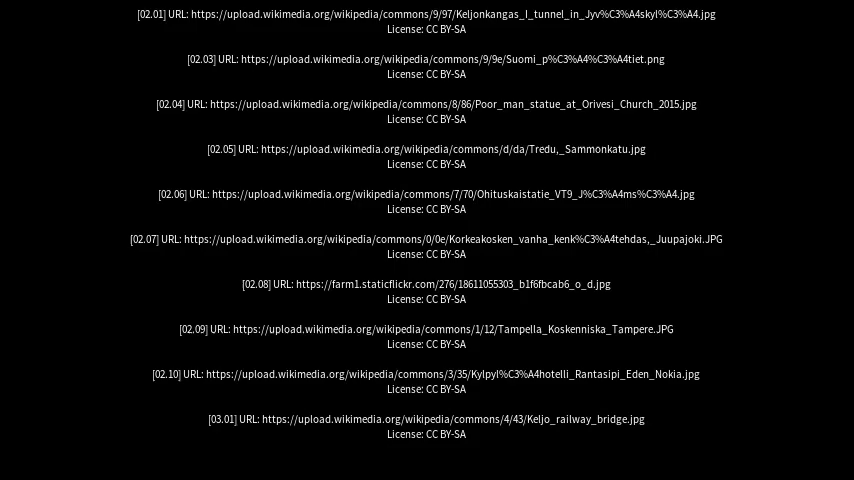 [02.01] URL: https://upload.wikimedia.org/wikipedia/commons/9/97/Keljonkangas_I_tunnel_in_Jyv%C3%A4skyl%C3%A4.jpg
License: CC BY-SA
[02.03] URL: https://upload.wikimedia.org/wikipedia/commons/9/9e/Suomi_p%C3%A4%C3%A4tiet.png
License: CC BY-SA
[02.04] URL: https://upload.wikimedia.org/wikipedia/commons/8/86/Poor_man_statue_at_Orivesi_Church_2015.jpg
License: CC BY-SA
[02.05] URL: https://upload.wikimedia.org/wikipedia/commons/d/da/Tredu,_Sammonkatu.jpg
License: CC BY-SA
[02.06] URL: https://upload.wikimedia.org/wikipedia/commons/7/70/Ohituskaistatie_VT9_J%C3%A4ms%C3%A4.jpg
License: CC BY-SA
[02.07] URL: https://upload.wikimedia.org/wikipedia/commons/0/0e/Korkeakosken_vanha_kenk%C3%A4tehdas,_Juupajoki.JPG
License: CC BY-SA
[02.08] URL: https://farm1.staticflickr.com/276/18611055303_b1f6fbcab6_o_d.jpg
License: CC BY-SA
[02.09] URL: https://upload.wikimedia.org/wikipedia/commons/1/12/Tampella_Koskenniska_Tampere.JPG
License: CC BY-SA
[02.10] URL: https://upload.wikimedia.org/wikipedia/commons/3/35/Kylpyl%C3%A4hotelli_Rantasipi_Eden_Nokia.jpg
License: CC BY-SA
[03.01] URL: https://upload.wikimedia.org/wikipedia/commons/4/43/Keljo_railway_bridge.jpg
License: CC BY-SA